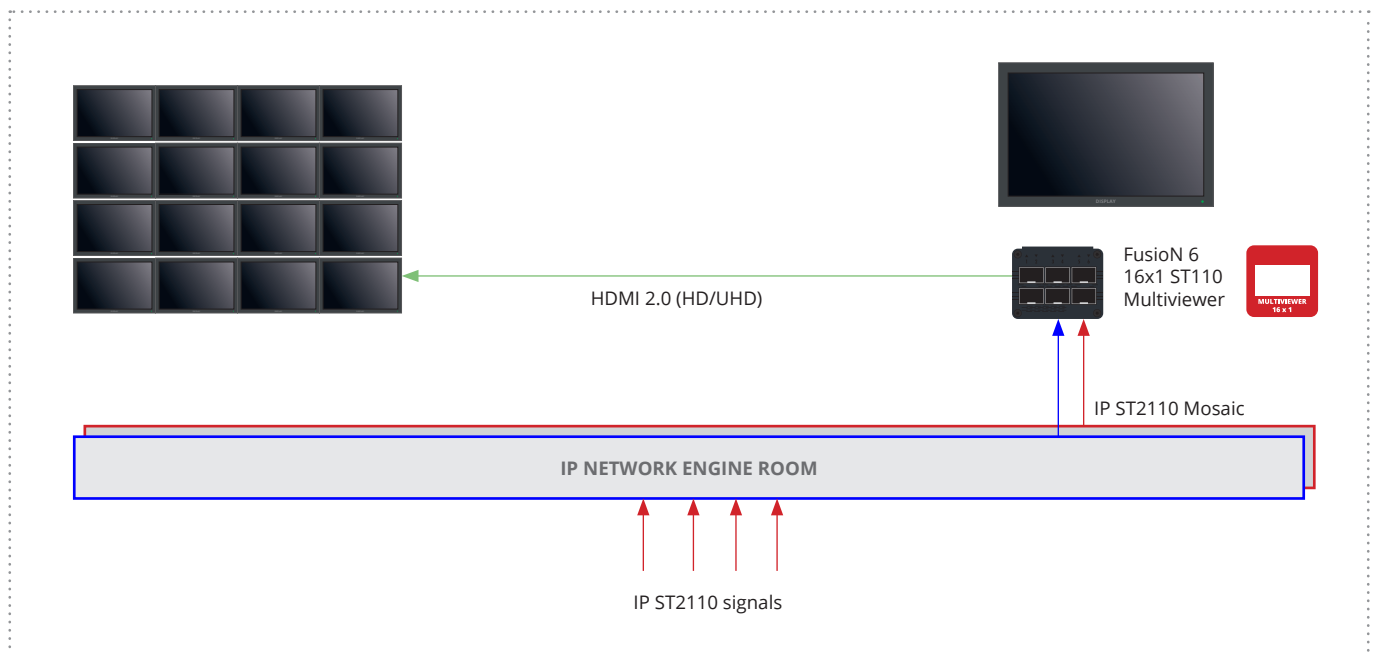 DISPLAY
FusioN 6
16x1 ST110
Multiviewer
MULTIVIEWER
16 x 1
HDMI 2.0 (HD/UHD)
IP ST2110 Mosaic
IP NETWORK ENGINE ROOM
IP ST2110 signals